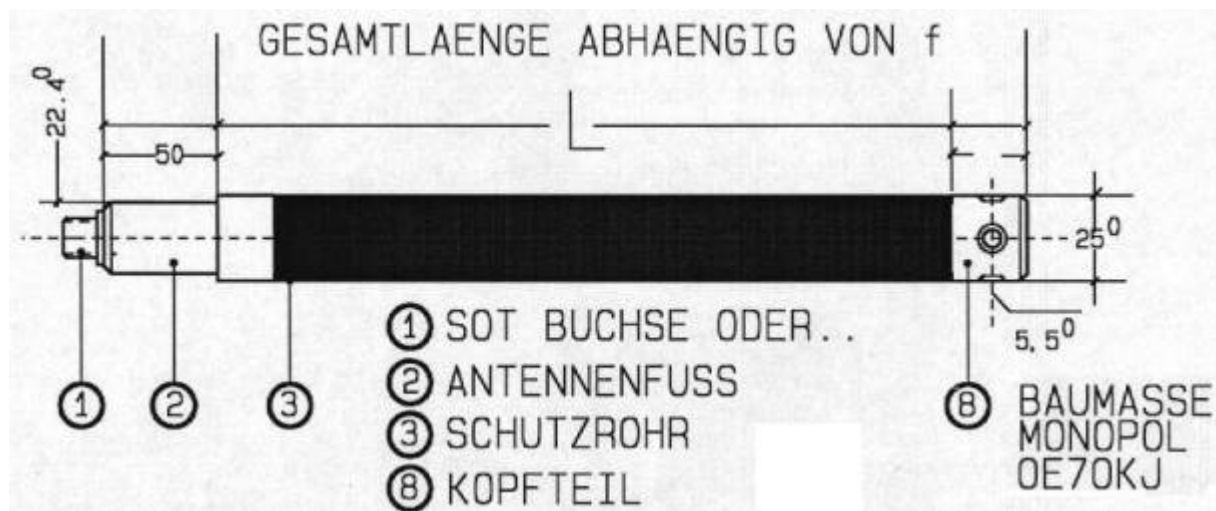 GESAMTLAENGE ABHAENGIG VON f
22.4⁰
50
L
25⁰
5,5⁰
① SOT BUCHSE ODER..
② ANTENNENFUSS
③ SCHUTZROHR
⑧ KOPFTEIL
① ② ③ ⑧
BAUMASSE
MONOPOL
OE7OKJ